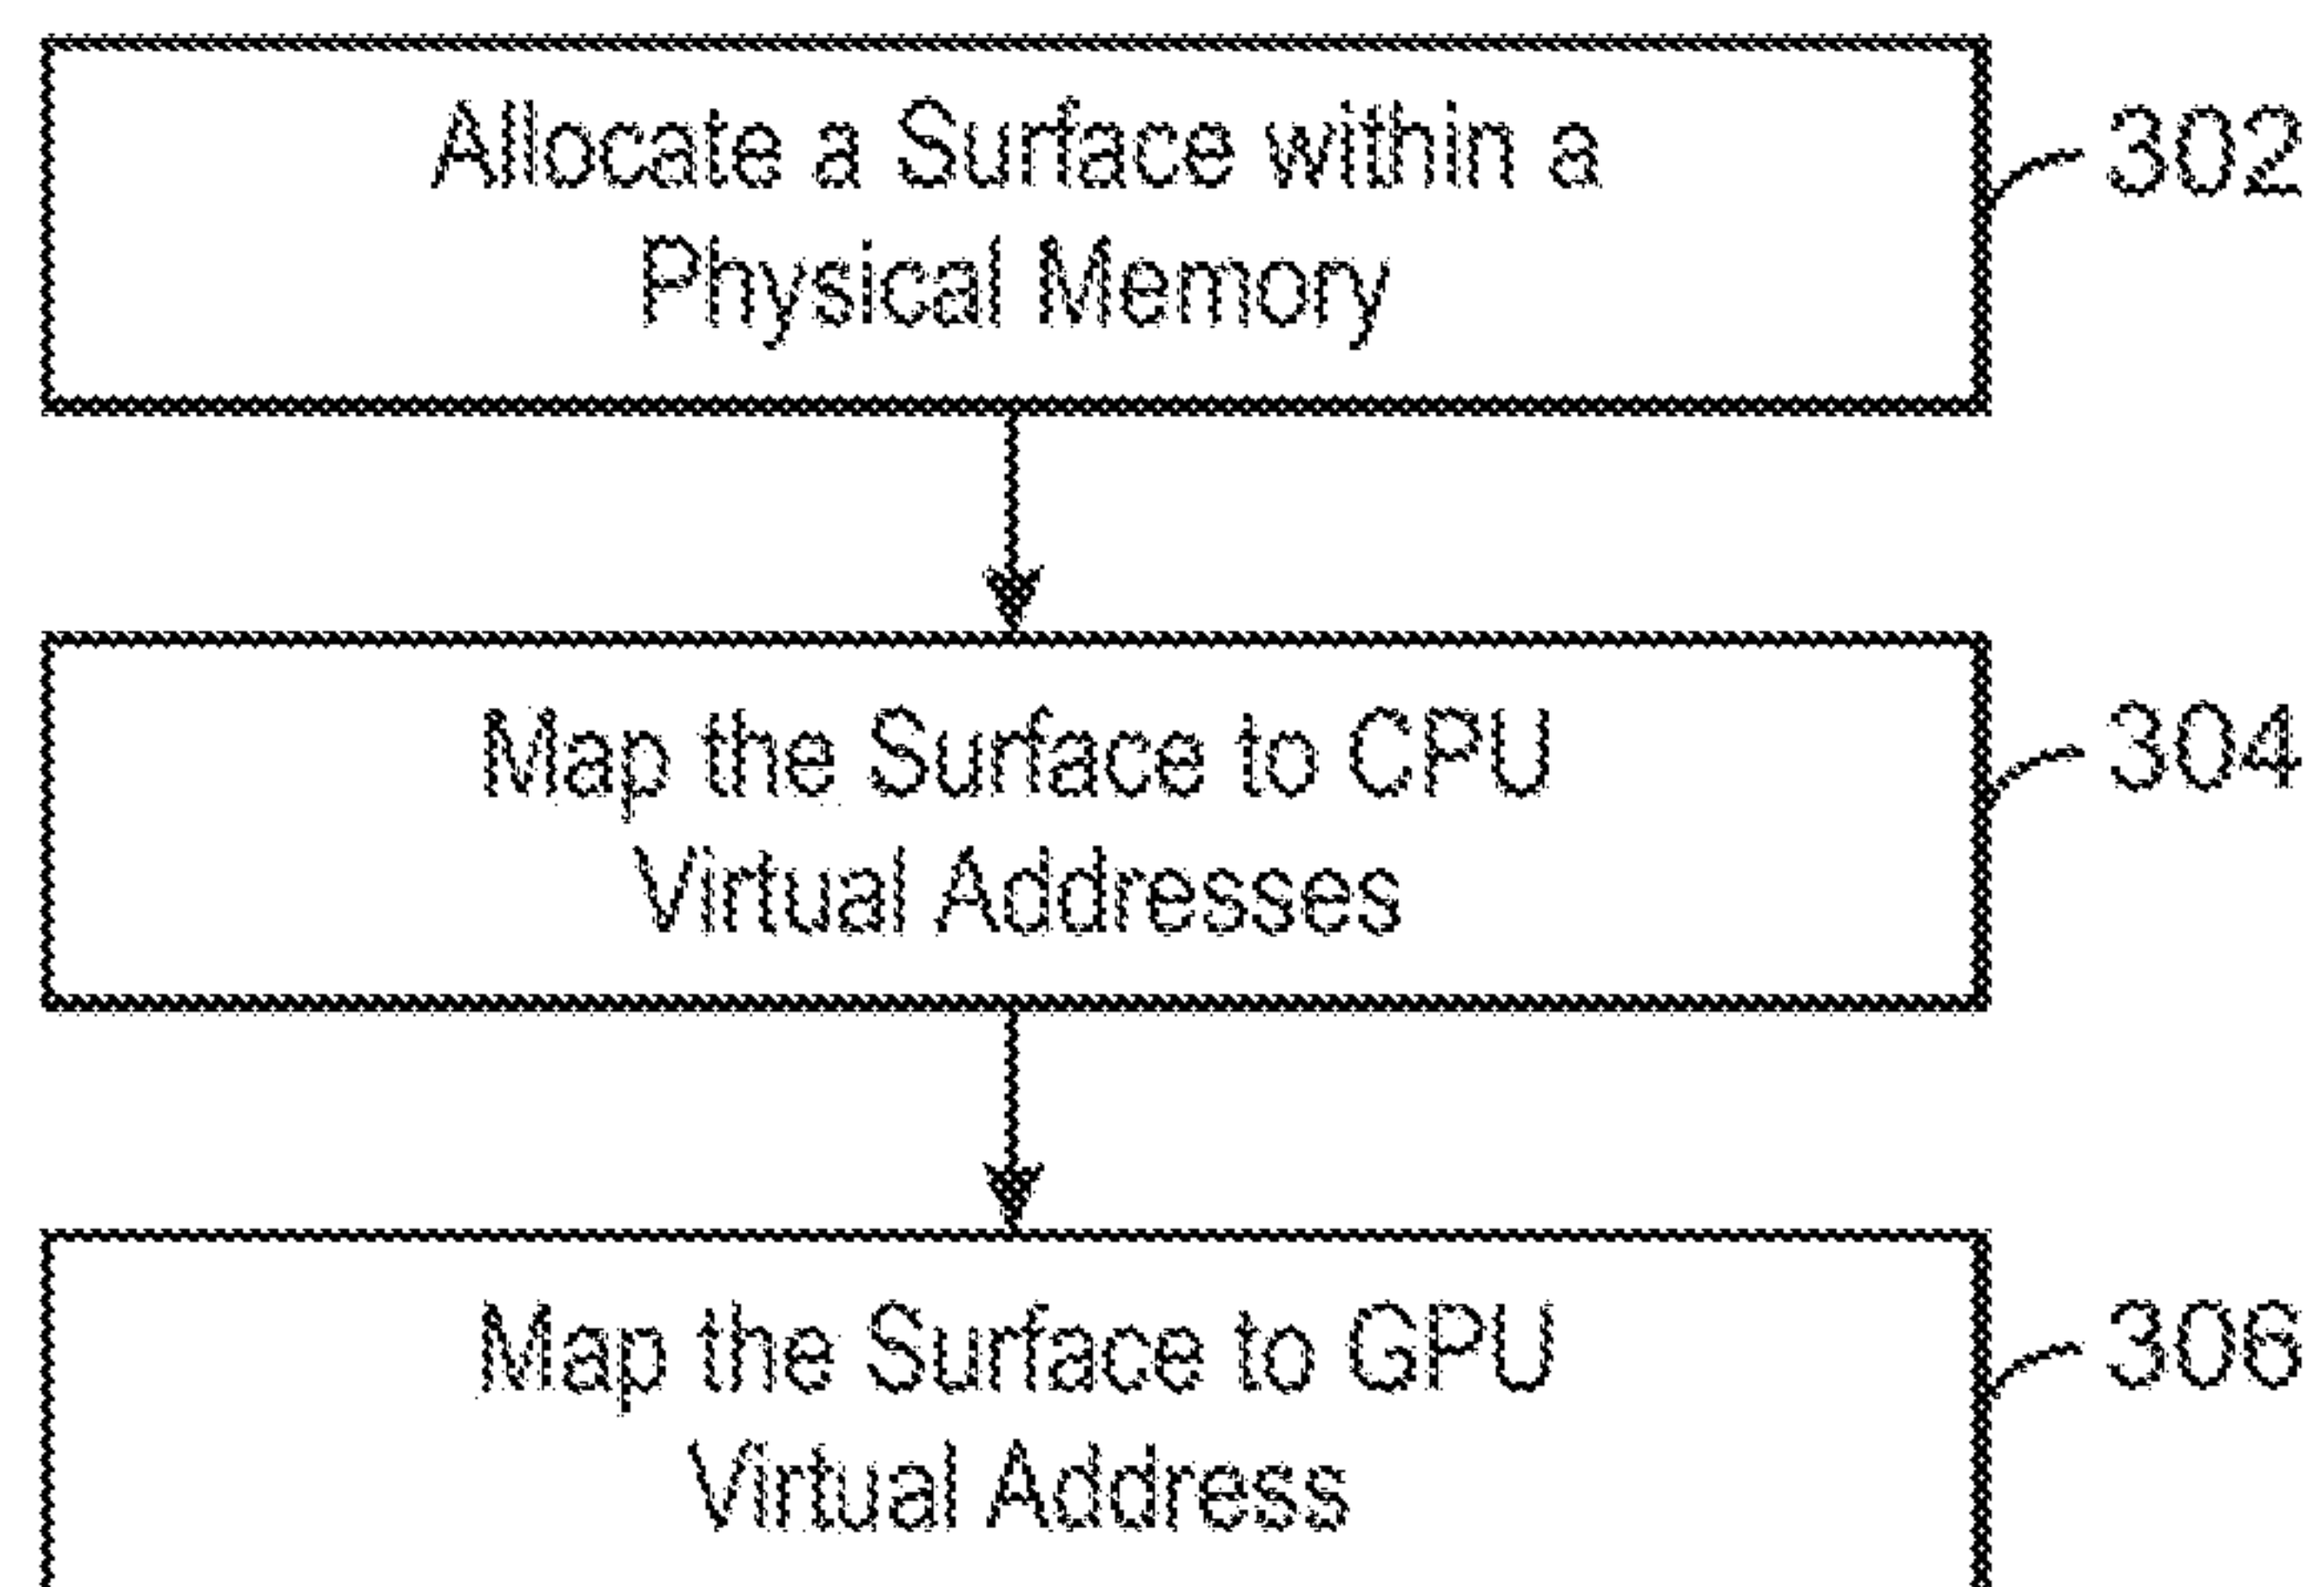 Allocate a Surface within a
Physical Memory
302
Map the Surface to CPU
Virtual Addresses
304
Map the Surface to GPU
Virtual Address
306